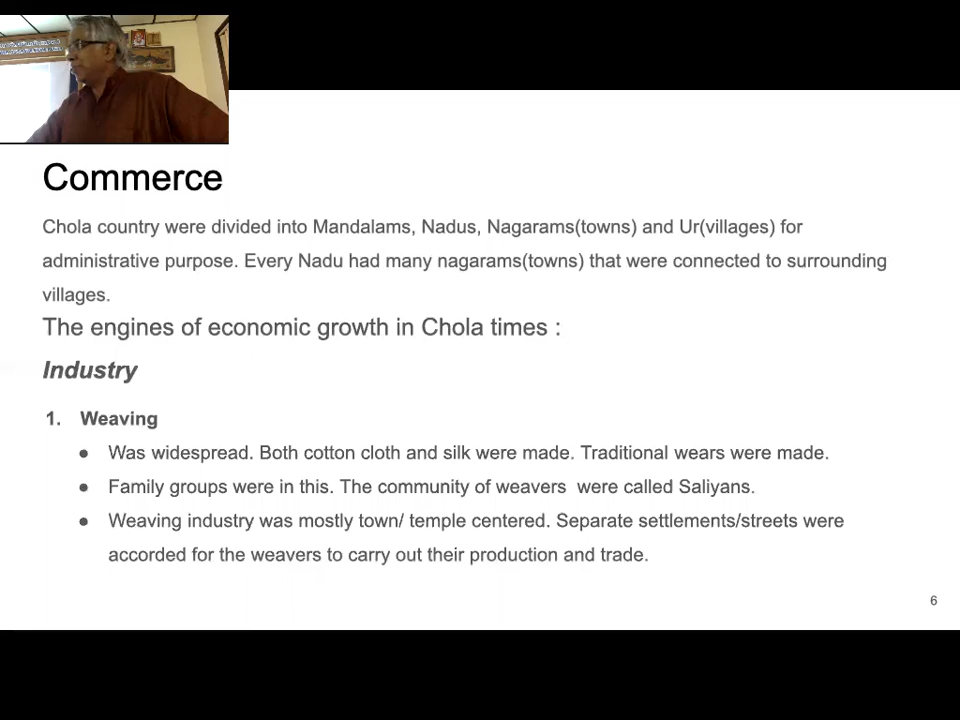 Commerce
Chola country were divided into Mandalams, Nadus, Nagarams(towns) and Ur(villages) for
administrative purpose. Every Nadu had many nagarams(towns) that were connected to surrounding
villages.
The engines of economic growth in Chola times :
Industry
1. Weaving
● Was widespread. Both cotton cloth and silk were made. Traditional wears were made.
● Family groups were in this. The community of weavers were called Saliyans.
● Weaving industry was mostly town/ temple centered. Separate settlements/streets were
accorded for the weavers to carry out their production and trade.
6